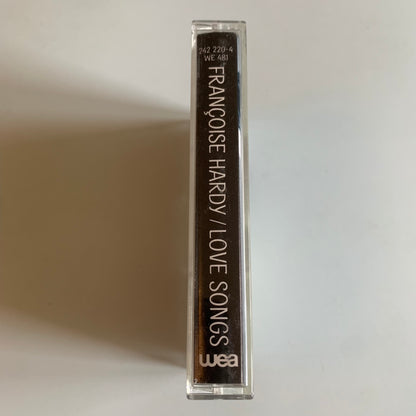 242 220-4
WE 481
FRANÇOISE HARDY / LOVE SONGS
wea